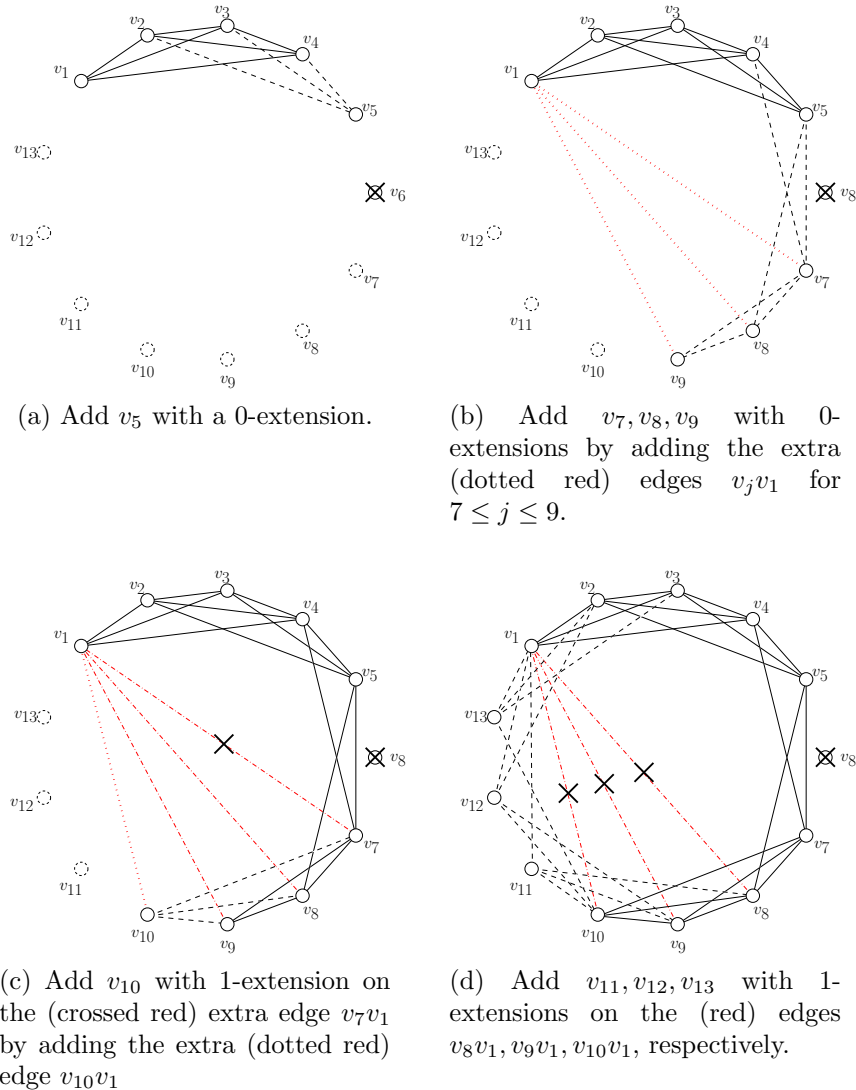 v2
v3
v4
v1
v5
v13
v6
v12
v7
v11
v8
v10
v9
(a) Add v5 with a 0-extension.
v2
v3
v4
v1
v5
v13
v8
v12
v7
v11
v8
v10
v9
(b) Add v7, v8, v9 with 0-
extensions by adding the extra
(dotted red) edges vjv1 for
7 ≤ j ≤ 9.
v2
v3
v4
v1
v5
v13
v8
v12
v7
v11
v8
v10
v9
(c) Add v10 with 1-extension on
the (crossed red) extra edge v7v1
by adding the extra (dotted red)
edge v10v1
v2
v3
v4
v1
v5
v13
v8
v12
v7
v11
v8
v10
v9
(d) Add v11, v12, v13 with 1-
extensions on the (red) edges
v8v1, v9v1, v10v1, respectively.